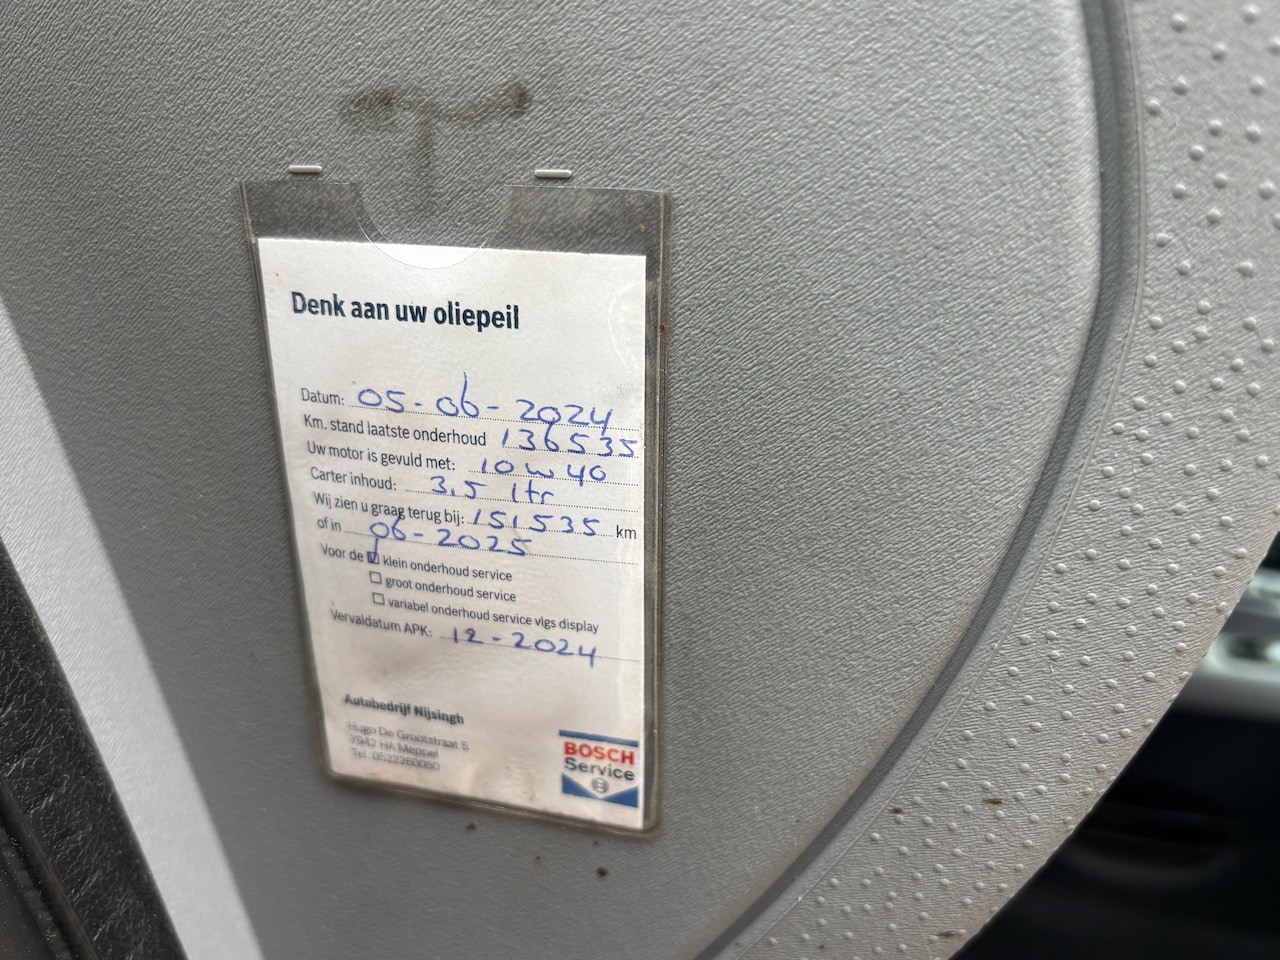 Denk aan uw oliepeil
Datum: 05-06-2024
Km. stand laatste onderhoud 136535
Uw motor is gevuld met: 10w40
Carter inhoud: 3,5 ltr
Wij zien u graag terug bij: 151535 km
of in 06-2025
Voor de ☑ klein onderhoud service
☐ groot onderhoud service
☐ variabel onderhoud service vlgs display
Vervaldatum APK: 12-2024
Autobedrijf Nijsingh
Hugo De Grootstraat 5
7942 HA Meppel
Tel. 0522260050
BOSCH
Service